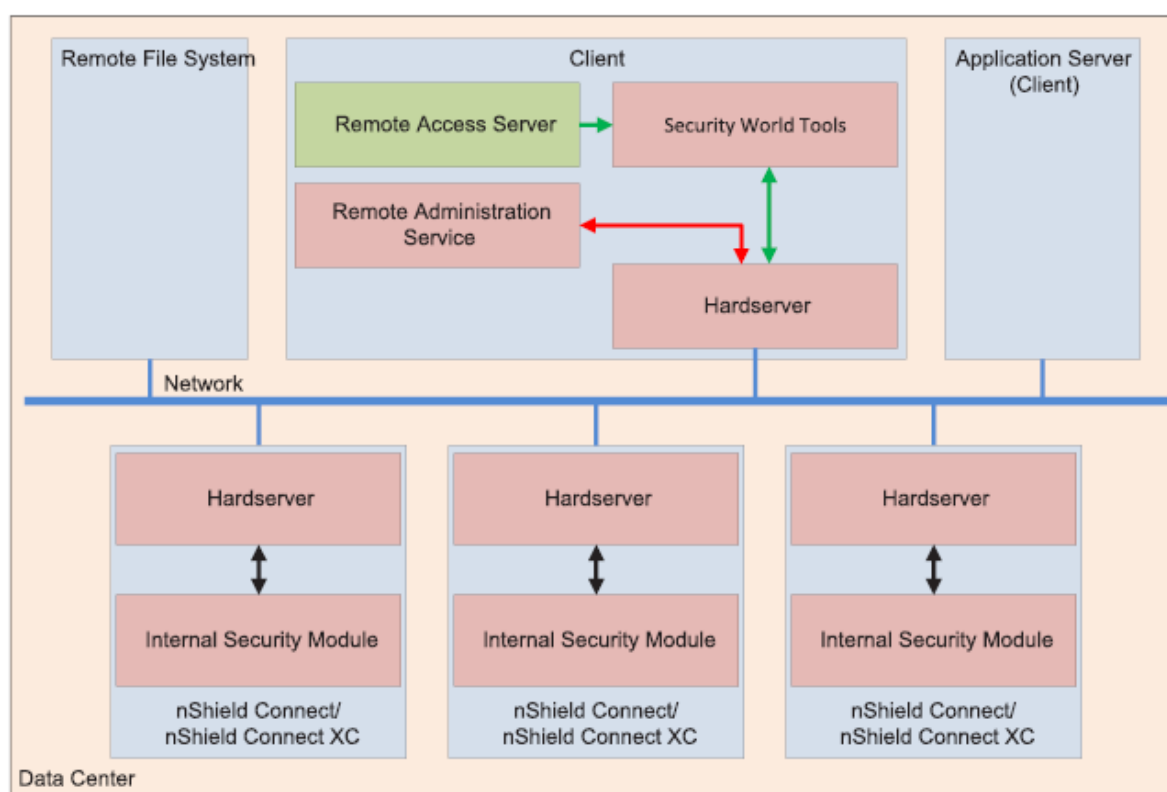 Remote File System
Client
Application Server
(Client)
Remote Access Server
Security World Tools
Remote Administration
Service
Hardserver
Network
Hardserver
Hardserver
Hardserver
Internal Security Module
Internal Security Module
Internal Security Module
nShield Connect/
nShield Connect XC
nShield Connect/
nShield Connect XC
nShield Connect/
nShield Connect XC
Data Center